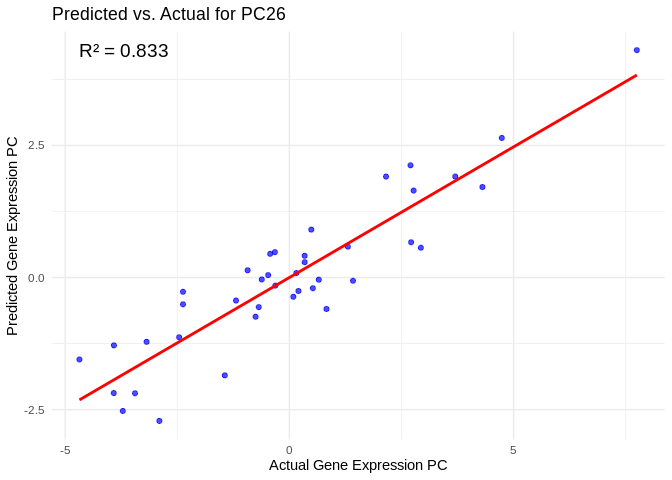 Predicted vs. Actual for PC26
R² = 0.833
Predicted Gene Expression PC
2.5
0.0
-2.5
-5
0
5
Actual Gene Expression PC